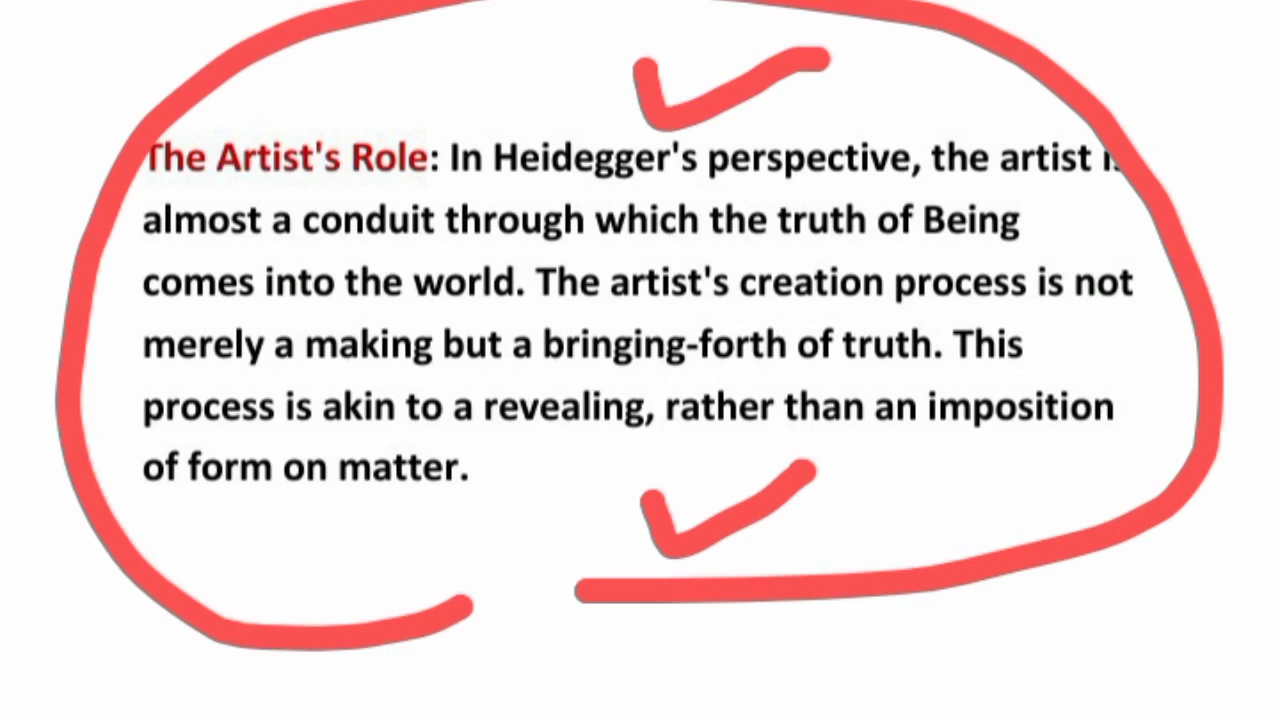 The Artist's Role: In Heidegger's perspective, the artist is
almost a conduit through which the truth of Being
comes into the world. The artist's creation process is not
merely a making but a bringing-forth of truth. This
process is akin to a revealing, rather than an imposition
of form on matter.